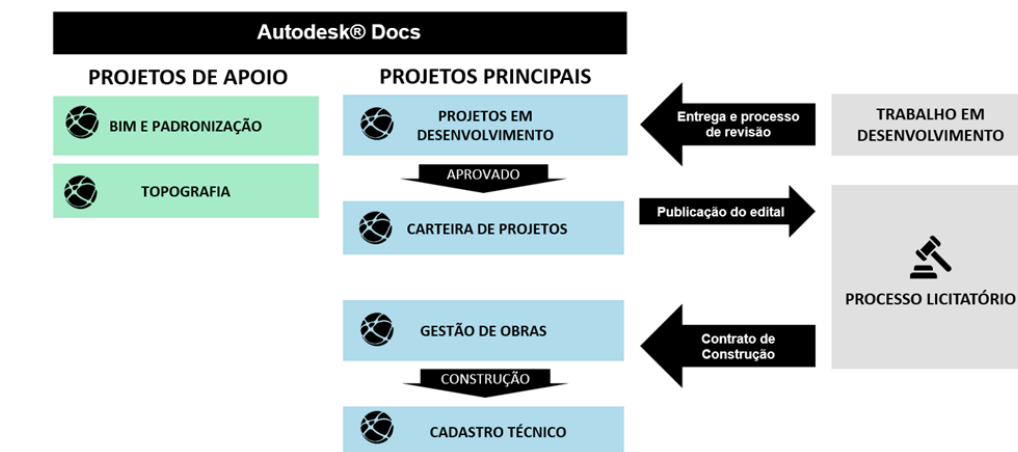 Autodesk® Docs
PROJETOS DE APOIO
PROJETOS PRINCIPAIS
BIM E PADRONIZAÇÃO
TOPOGRAFIA
PROJETOS EM
DESENVOLVIMENTO
APROVADO
CARTEIRA DE PROJETOS
GESTÃO DE OBRAS
CONSTRUÇÃO
CADASTRO TÉCNICO
Entrega e processo
de revisão
Publicação do edital
Contrato de
Construção
TRABALHO EM
DESENVOLVIMENTO
PROCESSO LICITATÓRIO